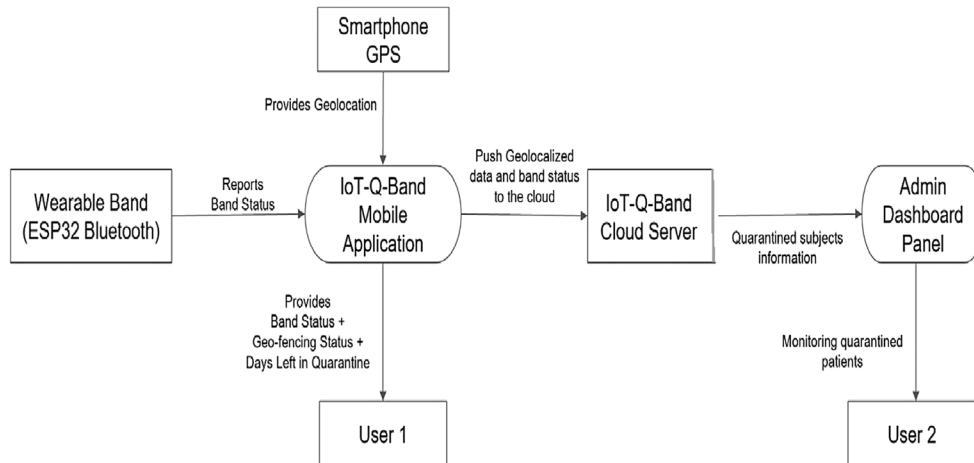 Smartphone
GPS
Provides Geolocation
Wearable Band
(ESP32 Bluetooth)
Reports
Band Status
IoT-Q-Band
Mobile
Application
Push Geolocalized
data and band status
to the cloud
IoT-Q-Band
Cloud Server
Quarantined subjects
information
Admin
Dashboard
Panel
Provides
Band Status +
Geo-fencing Status +
Days Left in Quarantine
Monitoring quarantined
patients
User 1
User 2